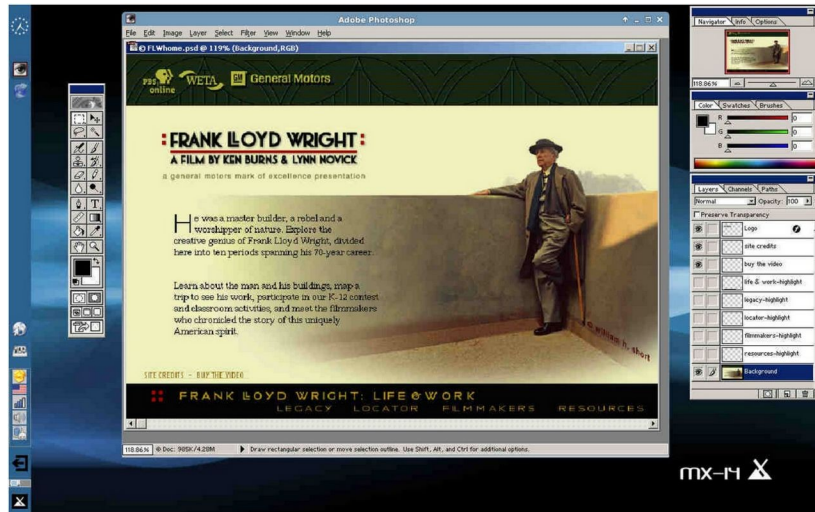 Adobe Photoshop
File Edit Image Layer Select Filter View Window Help
© FLWhome.psd @ 119% (Background,RGB)
PBS online
WETA
GM General Motors
FRANK LLOYD WRIGHT
A FILM BY KEN BURNS & LYNN NOVICK
a general motors mark of excellence presentation
He was a master builder, a rebel and a
worshipper of nature. Explore the
creative genius of Frank Lloyd Wright, divided
here into ten periods spanning his 70-year career.
Learn about the man and his buildings, map a
trip to see his work, participate in our K-12 contest
and classroom activities, and meet the filmmakers
who chronicled the story of this uniquely
American spirit.
© william h. short
SITE CREDITS - BUY THE VIDEO
FRANK LLOYD WRIGHT: LIFE & WORK
LEGACY LOCATOR FILMMAKERS RESOURCES
118.86% © Doc: 985K/4.20M Draw rectangular selection or move selection outline. Use Shift, Alt, and Ctrl for additional options.
Navigator Info Options
118.86%
Color Swatches Brushes
R 0
G 0
B 0
Layers Channels Paths
Normal Opacity: 100
Preserve Transparency
Logo
site credits
buy the video
life & work-highlight
legacy-highlight
locator-highlight
filmmakers-highlight
resources-highlight
Background
mx-14